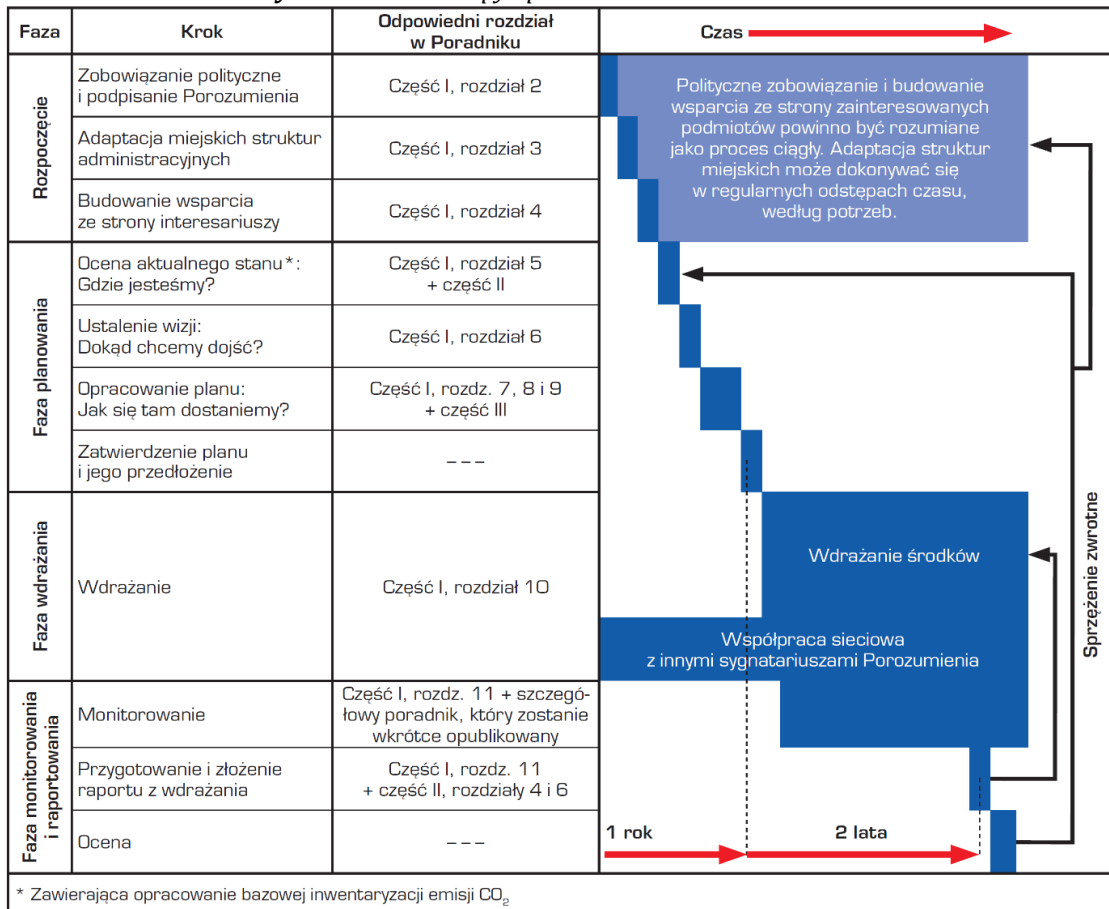 Faza
Krok
Odpowiedni rozdział
w Poradniku
Czas
Rozpoczęcie
Zobowiązanie polityczne
i podpisanie Porozumienia
Część I, rozdział 2
Adaptacja miejskich struktur
administracyjnych
Część I, rozdział 3
Budowanie wsparcia
ze strony interesariuszy
Część I, rozdział 4
Polityczne zobowiązanie i budowanie
wsparcia ze strony zainteresowanych
podmiotów powinno być rozumiane
jako proces ciągły. Adaptacja struktur
miejskich może dokonywać się
w regularnych odstępach czasu,
według potrzeb.
Faza planowania
Ocena aktualnego stanu*:
Gdzie jesteśmy?
Część I, rozdział 5
+ część II
Ustalenie wizji:
Dokąd chcemy dojść?
Część I, rozdział 6
Opracowanie planu:
Jak się tam dostaniemy?
Część I, rozdz. 7, 8 i 9
+ część III
Zatwierdzenie planu
i jego przedłożenie
– – –
Faza wdrażania
Wdrażanie
Część I, rozdział 10
Wdrażanie środków
Współpraca sieciowa
z innymi sygnatariuszami Porozumienia
Sprzężenie zwrotne
Faza monitorowania
i raportowania
Monitorowanie
Część I, rozdz. 11 + szczegó-
łowy poradnik, który zostanie
wkrótce opublikowany
Przygotowanie i złożenie
raportu z wdrażania
Część I, rozdz. 11
+ część II, rozdziały 4 i 6
Ocena
– – –
1 rok
2 lata
* Zawierająca opracowanie bazowej inwentaryzacji emisji CO₂